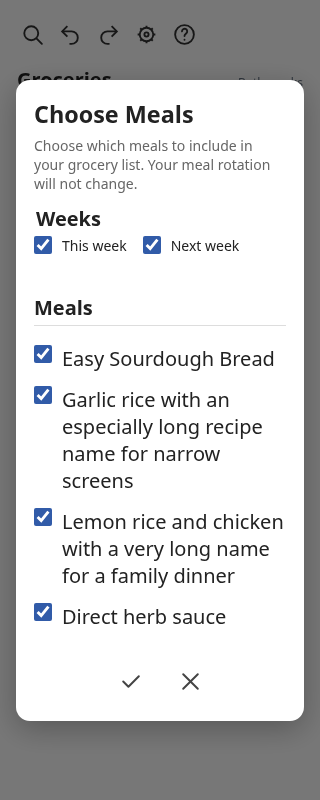 Groceries
Choose Meals
Choose which meals to include in
your grocery list. Your meal rotation
will not change.
Weeks
This week Next week
Meals
Easy Sourdough Bread
Garlic rice with an
especially long recipe
name for narrow
screens
Lemon rice and chicken
with a very long name
for a family dinner
Direct herb sauce